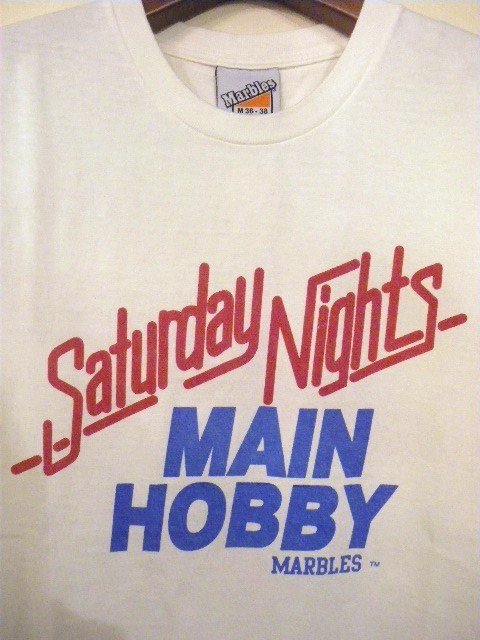 Marbles
M 36 - 38
Saturday Nights
MAIN
HOBBY
MARBLES ™